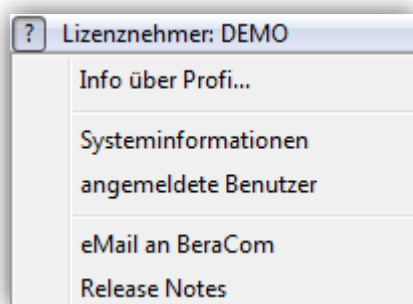 ? Lizenznehmer: DEMO
Info über Profi...
Systeminformationen
angemeldete Benutzer
eMail an BeraCom
Release Notes